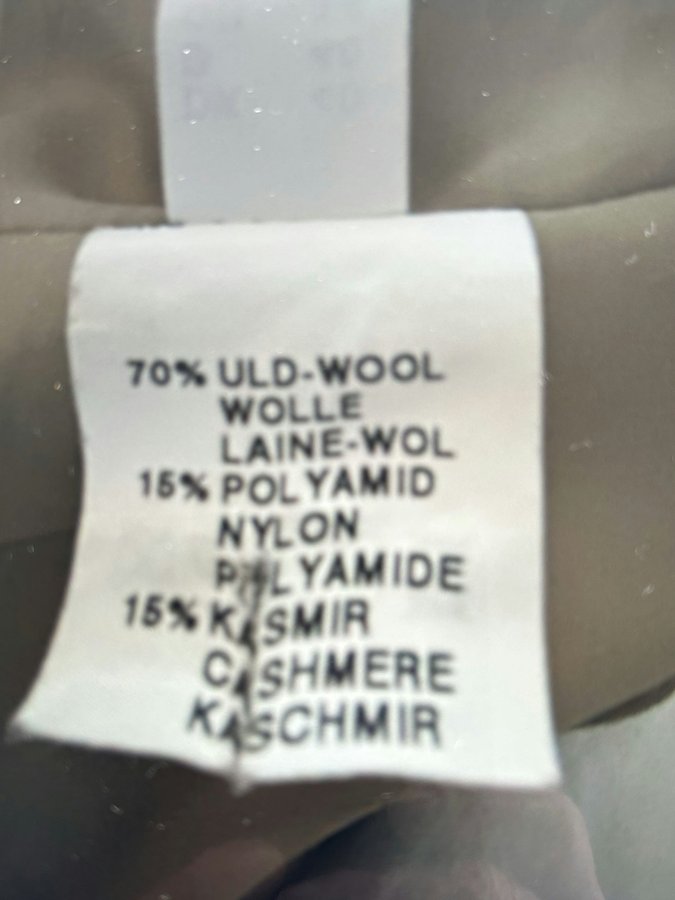 70% ULD-WOOL
WOLLE
LAINE-WOL
15% POLYAMID
NYLON
POLYAMIDE
15% KASMIR
CASHMERE
KASCHMIR